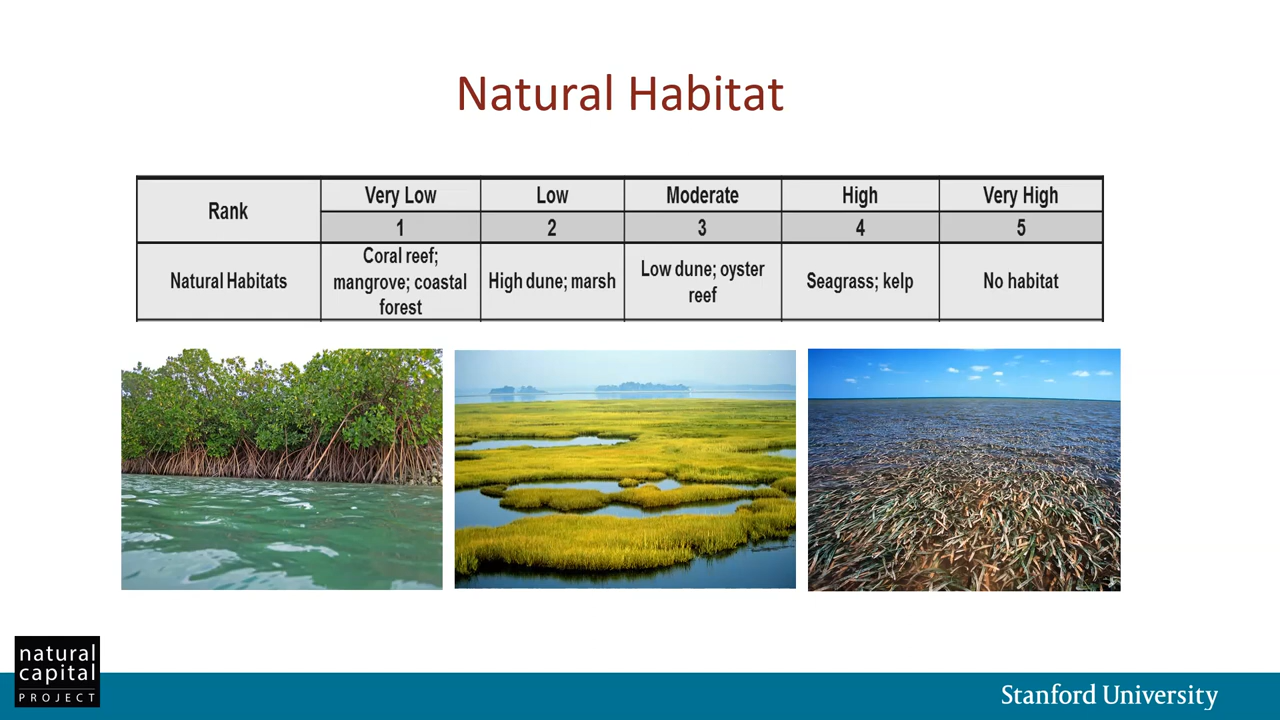 Natural Habitat
Rank
Very Low
Low
Moderate
High
Very High
1
2
3
4
5
Natural Habitats
Coral reef;
mangrove; coastal
forest
High dune; marsh
Low dune; oyster
reef
Seagrass; kelp
No habitat
natural
capital
PROJECT
Stanford University